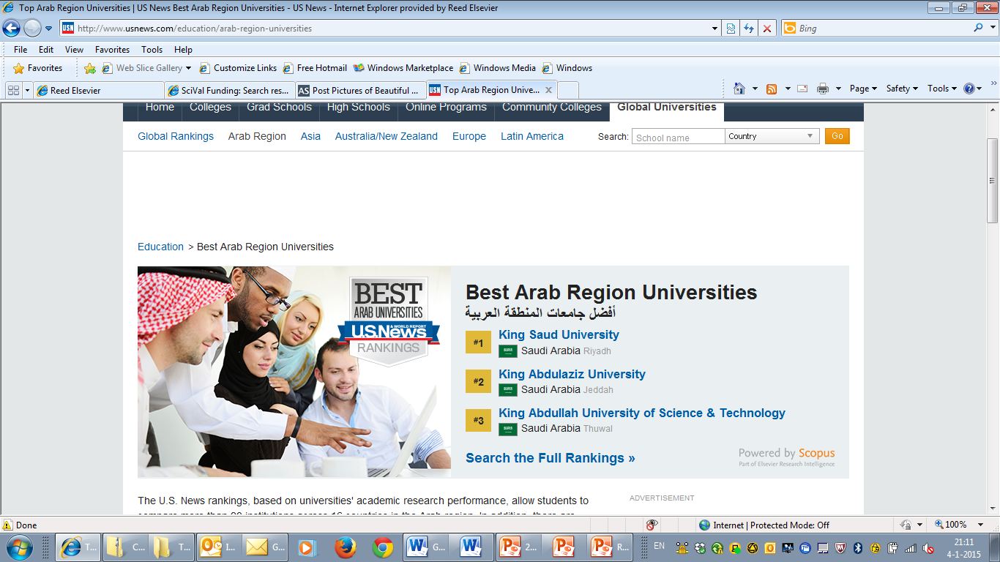 Top Arab Region Universities | US News Best Arab Region Universities - US News - Internet Explorer provided by Reed Elsevier
http://www.usnews.com/education/arab-region-universities
Bing
File Edit View Favorites Tools Help
Favorites Web Slice Gallery Customize Links Free Hotmail Windows Marketplace Windows Media Windows
Reed Elsevier SciVal Funding: Search res... AS Post Pictures of Beautiful ... USN Top Arab Region Unive... Page Safety Tools
Home Colleges Grad Schools High Schools Online Programs Community Colleges Global Universities
Global Rankings Arab Region Asia Australia/New Zealand Europe Latin America Search: School name Country Go
Education > Best Arab Region Universities
BEST
ARAB UNIVERSITIES
U.S.News & WORLD REPORT
RANKINGS
Best Arab Region Universities
أفضل جامعات المنطقة العربية
#1 King Saud University
Saudi Arabia Riyadh
#2 King Abdulaziz University
Saudi Arabia Jeddah
#3 King Abdullah University of Science & Technology
Saudi Arabia Thuwal
Search the Full Rankings »
Powered by Scopus
Part of Elsevier Research Intelligence
The U.S. News rankings, based on universities' academic research performance, allow students to
ADVERTISEMENT
Done Internet | Protected Mode: Off 100%
T... C... T... I... G... G... 2... R... EN 21:11
4-1-2015